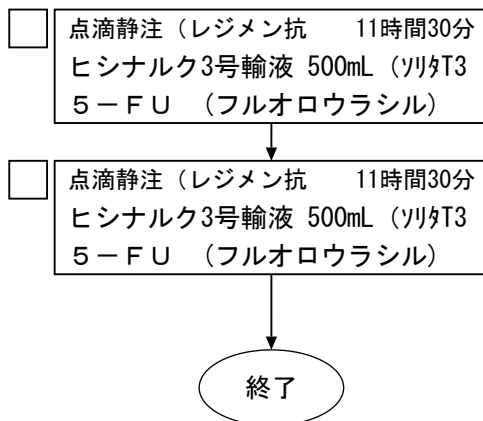 点滴静注（レジメン抗　　11時間30分
ヒシナルク3号輸液 500mL（ｿﾘﾀT3
５－ＦＵ　（フルオロウラシル）
点滴静注（レジメン抗　　11時間30分
ヒシナルク3号輸液 500mL（ｿﾘﾀT3
５－ＦＵ　（フルオロウラシル）
終了